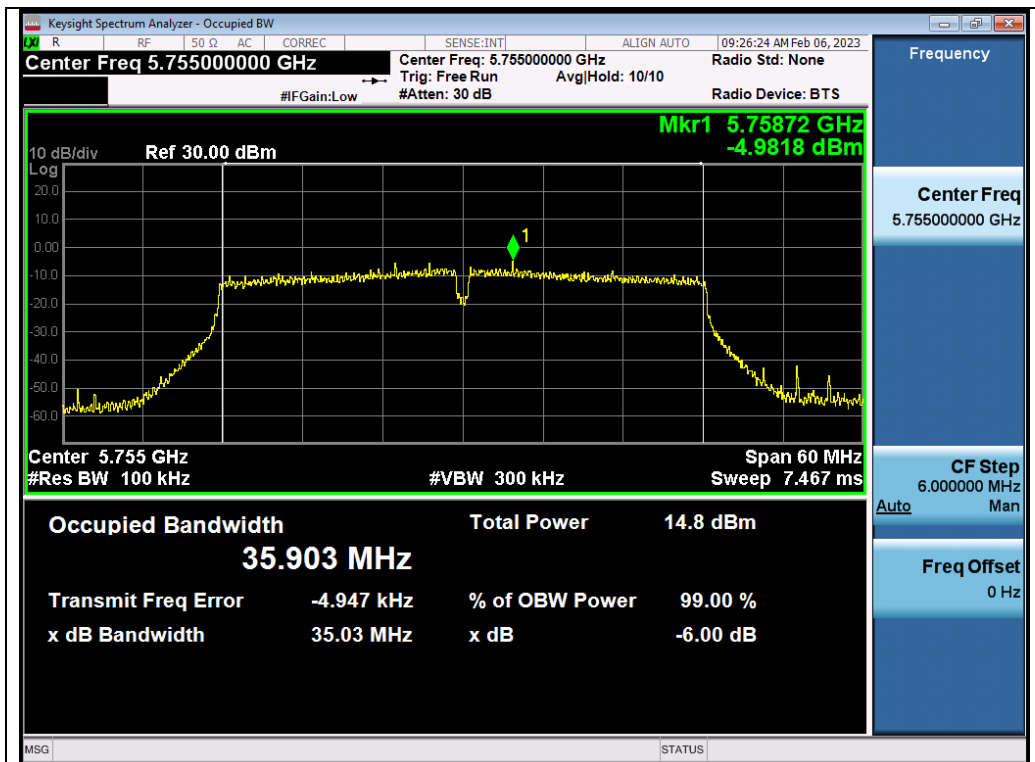 Keysight Spectrum Analyzer - Occupied BW
LXI R RF 50 Ω AC CORREC SENSE:INT ALIGN AUTO 09:26:24 AM Feb 06, 2023
Center Freq 5.755000000 GHz
Center Freq: 5.755000000 GHz
Radio Std: None
Trig: Free Run Avg|Hold: 10/10
#IFGain:Low
#Atten: 30 dB
Radio Device: BTS
Mkr1 5.75872 GHz
-4.9818 dBm
10 dB/div Ref 30.00 dBm
Log
20.0
10.0
0.00
-10.0
-20.0
-30.0
-40.0
-50.0
-60.0
1
Center 5.755 GHz Span 60 MHz
#Res BW 100 kHz #VBW 300 kHz Sweep 7.467 ms
Occupied Bandwidth Total Power 14.8 dBm
35.903 MHz
Transmit Freq Error -4.947 kHz % of OBW Power 99.00 %
x dB Bandwidth 35.03 MHz x dB -6.00 dB
MSG STATUS
Frequency
Center Freq
5.755000000 GHz
CF Step
6.000000 MHz
Auto Man
Freq Offset
0 Hz